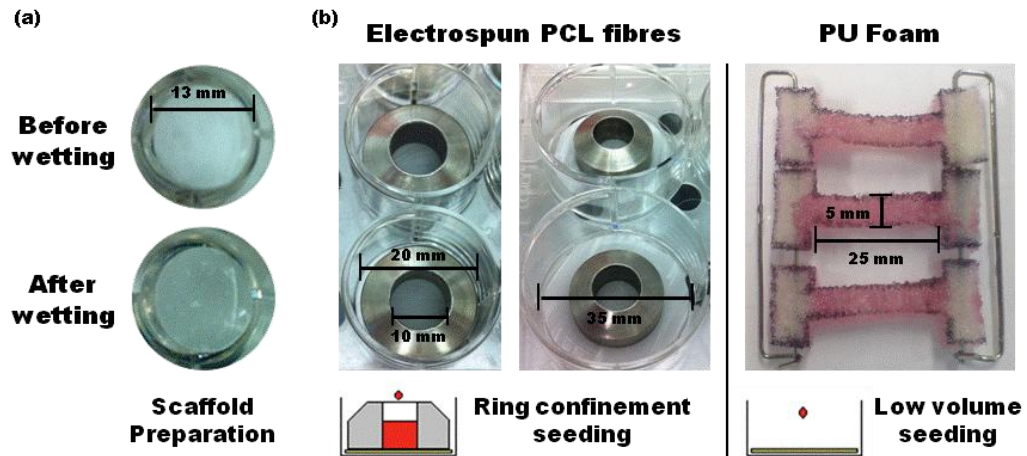 (a)
(b)
Electrospun PCL fibres
PU Foam
Before
wetting
13 mm
After
wetting
20 mm
10 mm
35 mm
5 mm
25 mm
Scaffold
Preparation
Ring confinement
seeding
Low volume
seeding